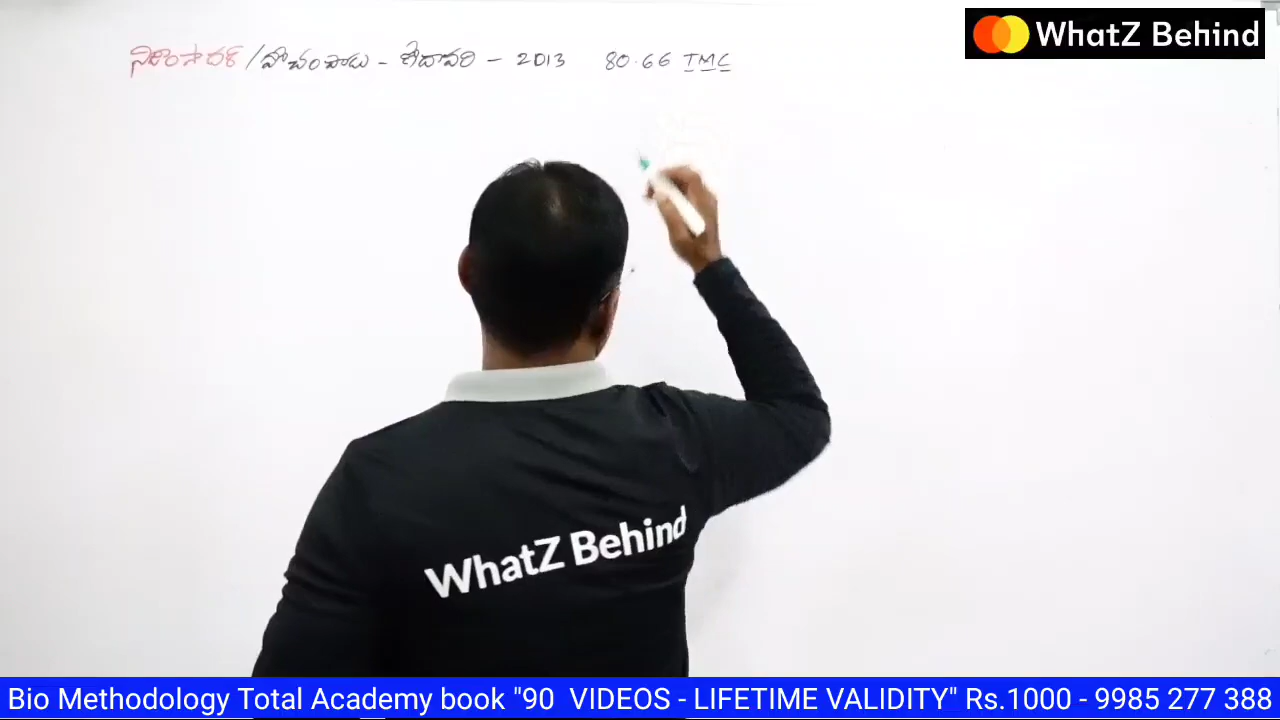 WhatZ Behind
నిజాంసాగర్ / పోచంపాడు - గోదావరి - 2013 80.66 TMC
WhatZ Behind
Bio Methodology Total Academy book "90 VIDEOS - LIFETIME VALIDITY" Rs.1000 - 9985 277 388